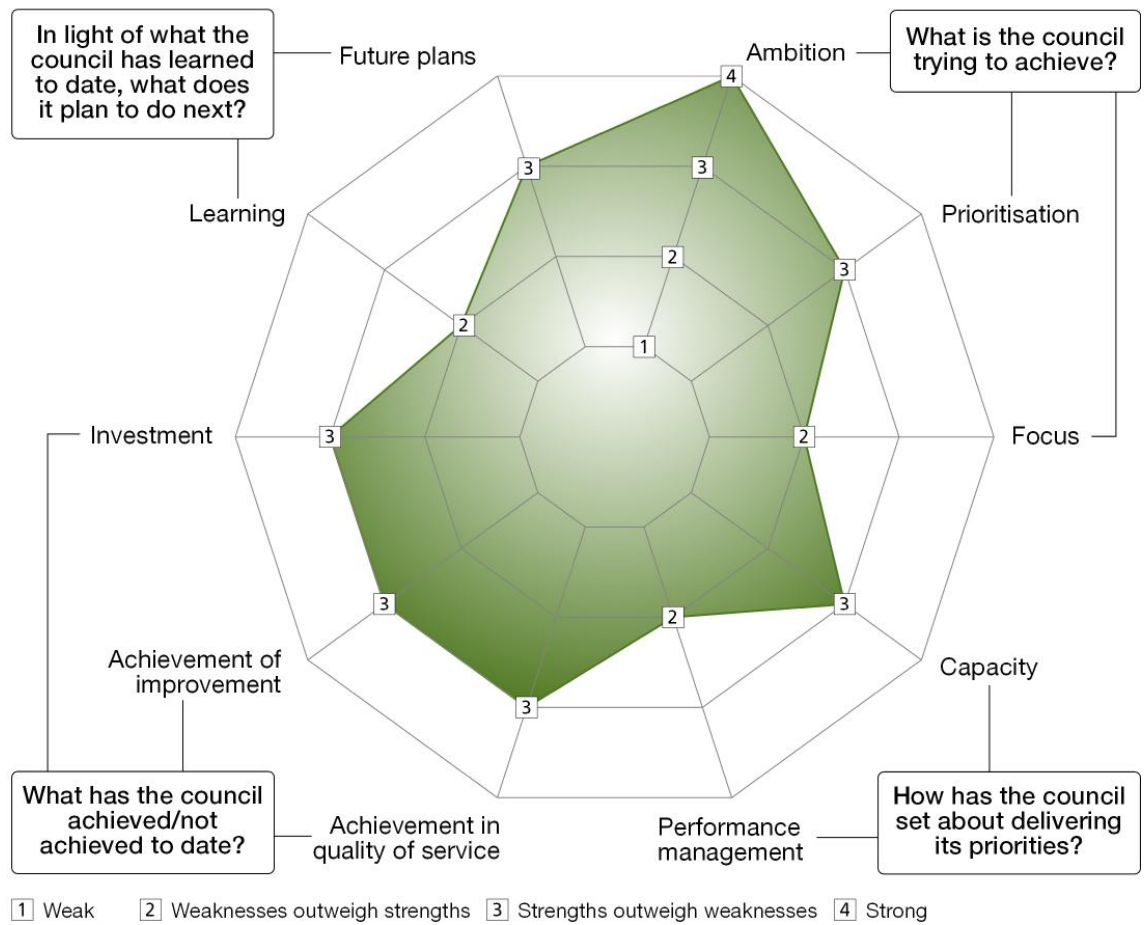 In light of what the
council has learned
to date, what does
it plan to do next?
Future plans
Ambition
What is the council
trying to achieve?
4
3
3
Learning
Prioritisation
2
3
2
1
Investment
3
2
Focus
3
3
2
Achievement of
improvement
Capacity
3
What has the council
achieved/not
achieved to date?
Achievement in
quality of service
Performance
management
How has the council
set about delivering
its priorities?
1 Weak
2 Weaknesses outweigh strengths
3 Strengths outweigh weaknesses
4 Strong